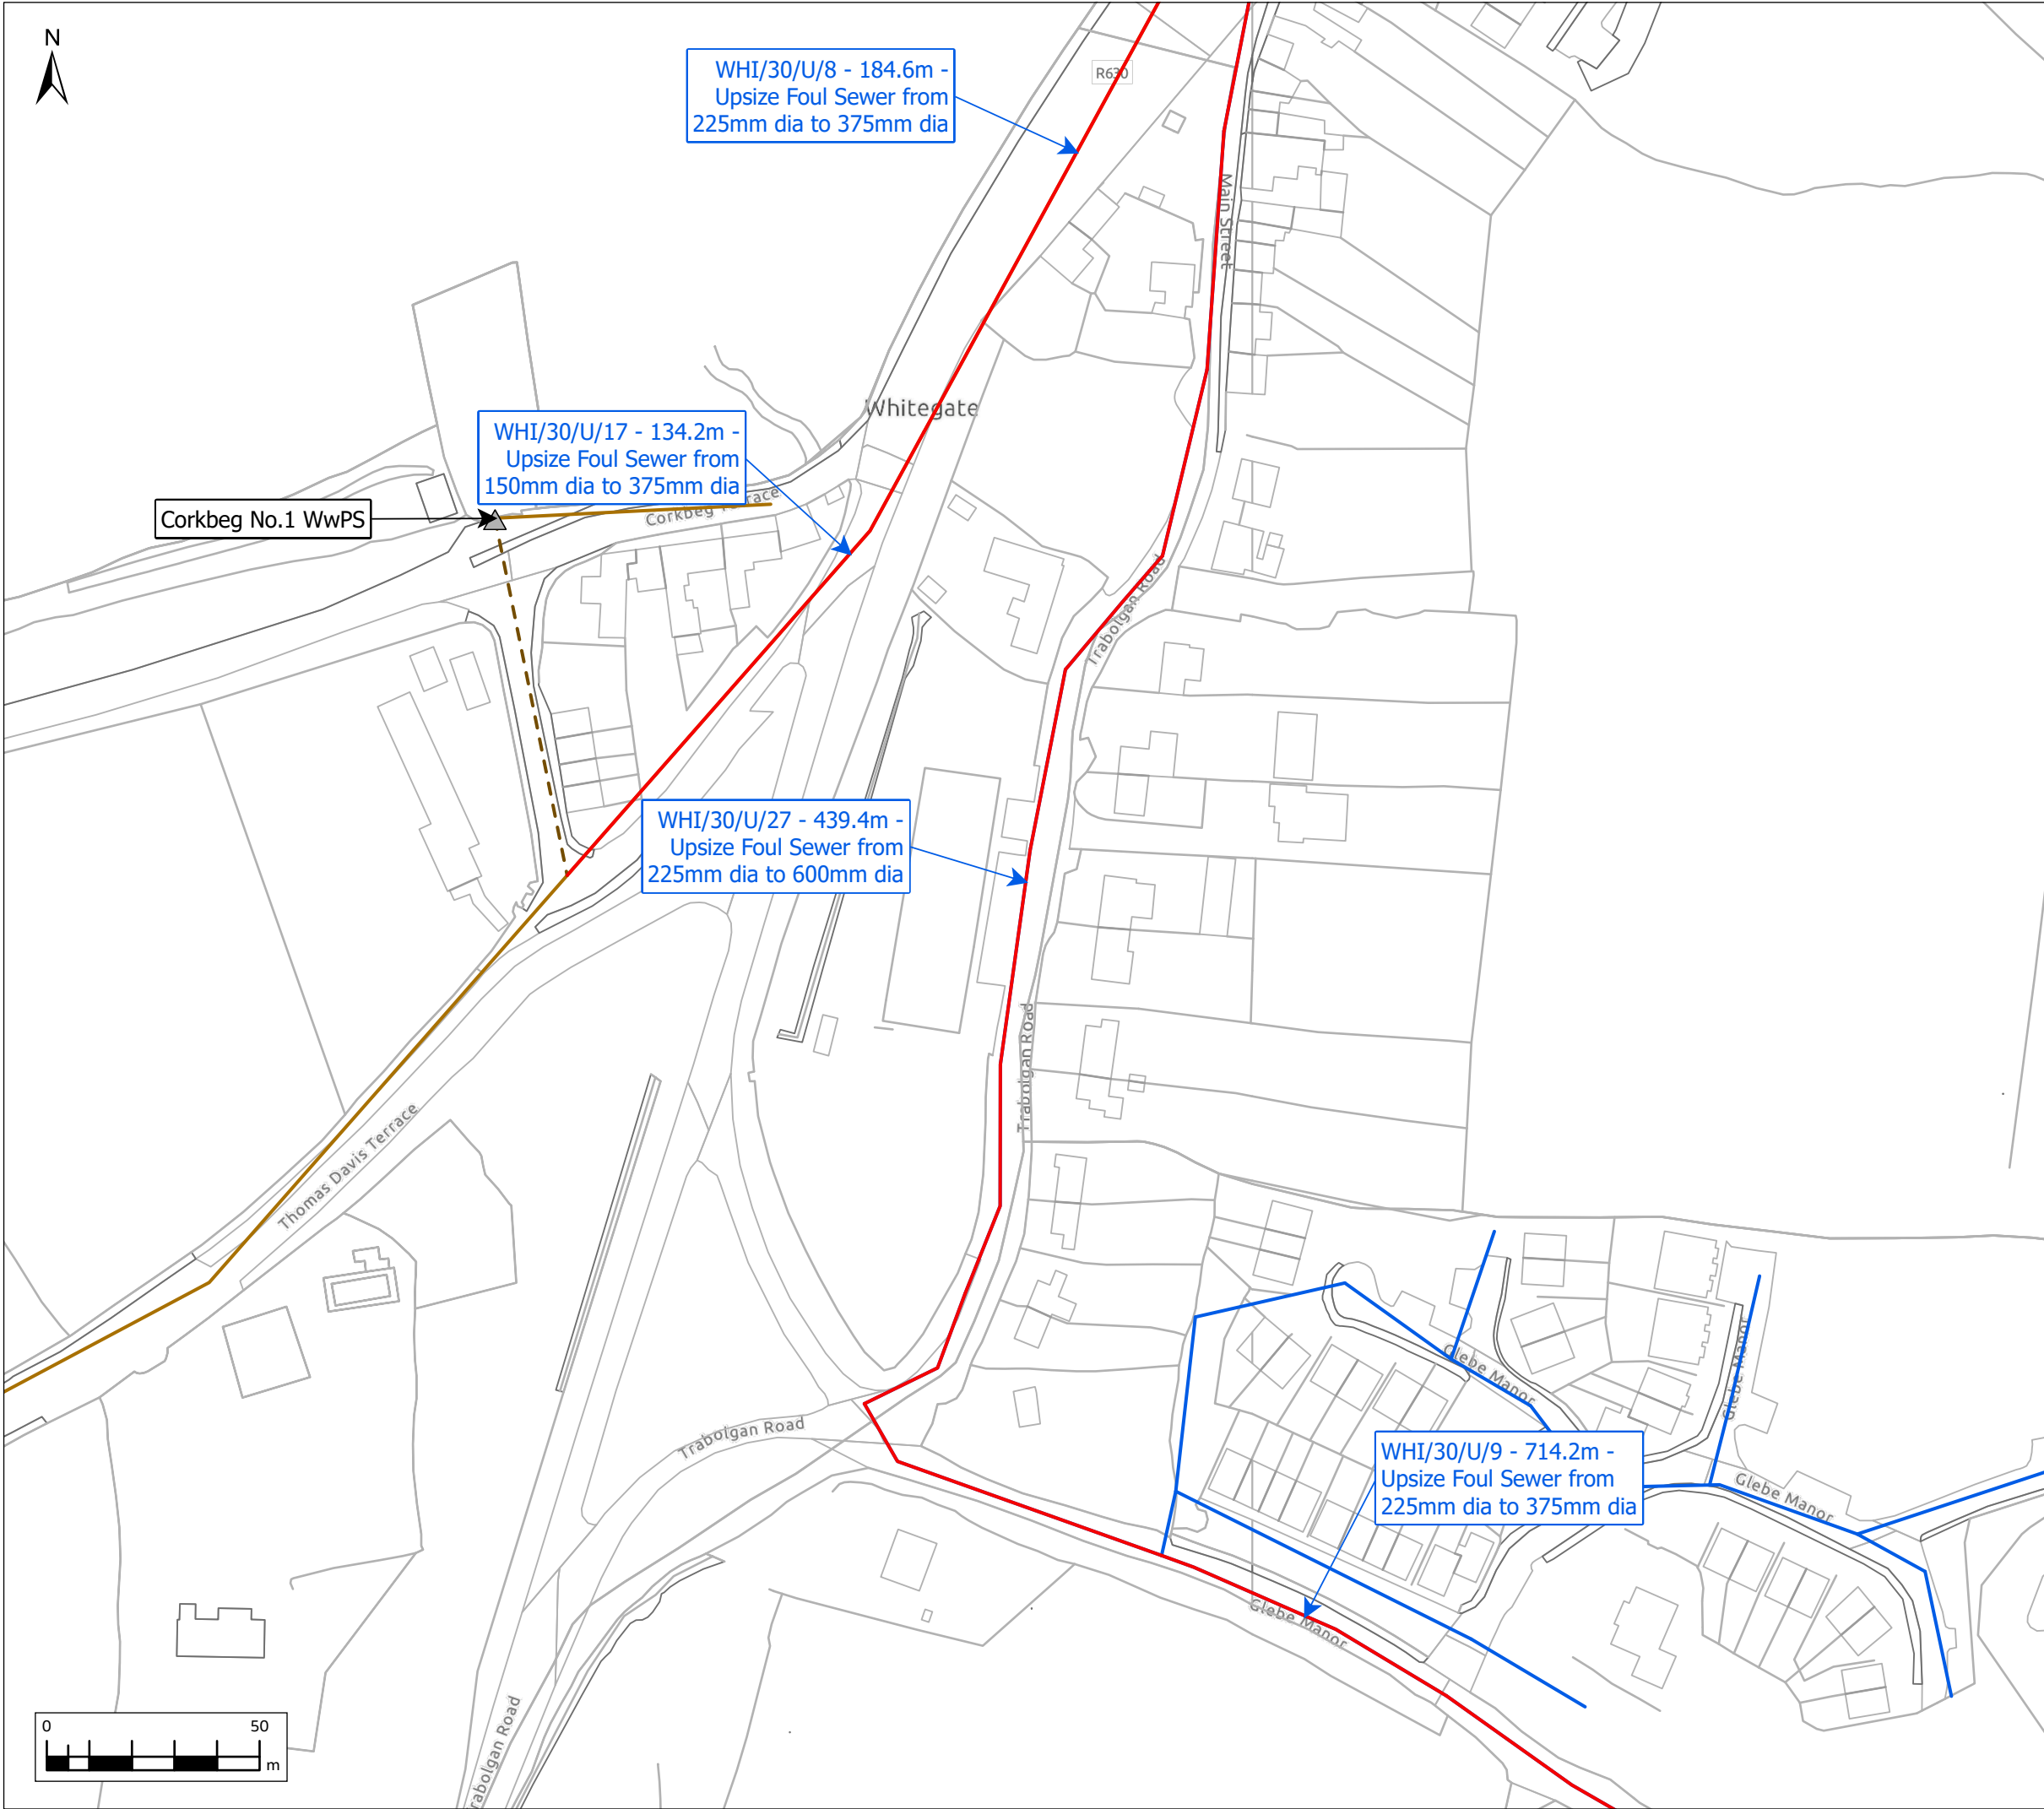 N
WHI/30/U/8 - 184.6m -
Upsize Foul Sewer from
225mm dia to 375mm dia
R630
Main Street
Whitegate
WHI/30/U/17 - 134.2m -
Upsize Foul Sewer from
150mm dia to 375mm dia
Corkbeg No.1 WwPS
Corkbeg Terrace
Trabolgan Road
WHI/30/U/27 - 439.4m -
Upsize Foul Sewer from
225mm dia to 600mm dia
Trabolgan Road
Thomas Davis Terrace
Glebe Manor
Glebe Manor
Trabolgan Road
WHI/30/U/9 - 714.2m -
Upsize Foul Sewer from
225mm dia to 375mm dia
Glebe Manor
Glebe Manor
Trabolgan Road
0 50
m